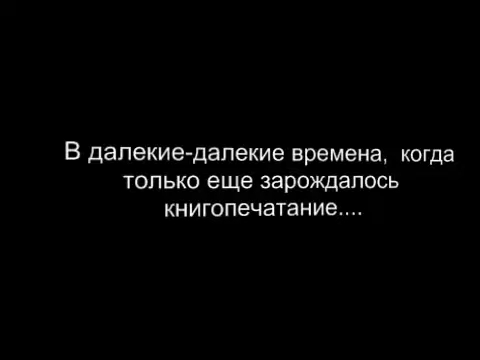 В далекие-далекие времена, когда
только еще зарождалось
книгопечатание....